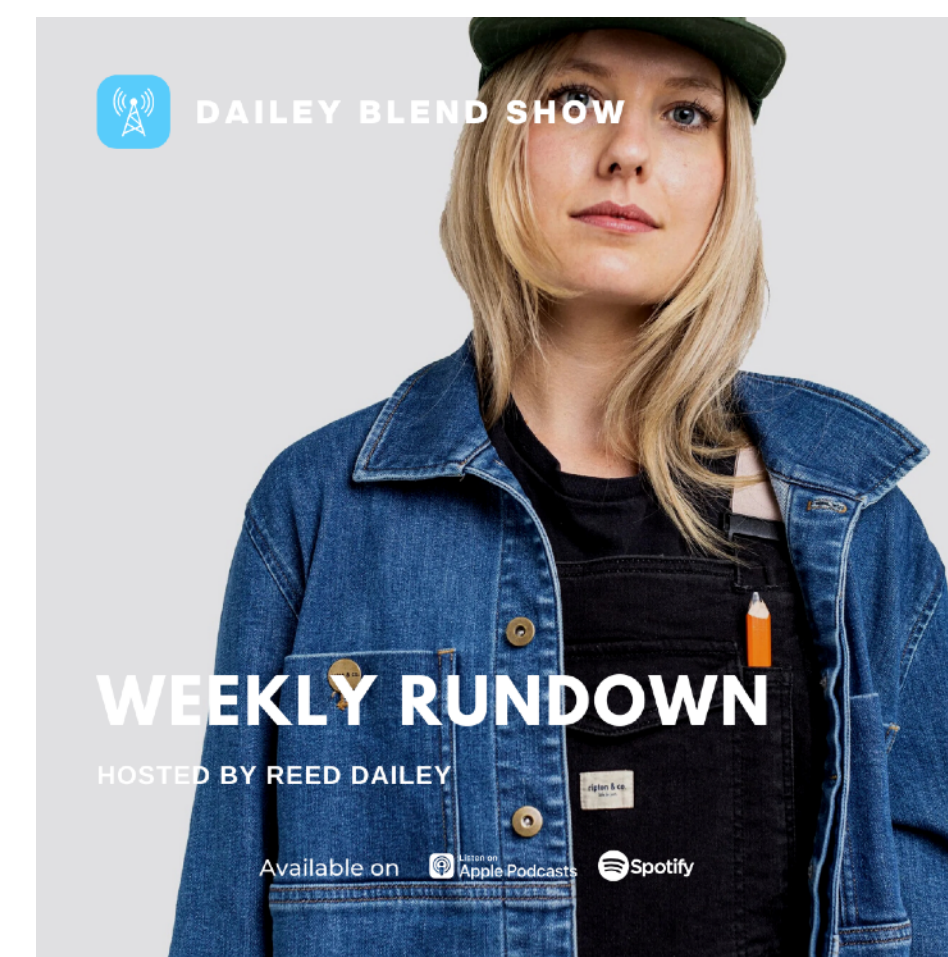 DAILEY BLEND SHOW
WEEKLY RUNDOWN
HOSTED BY REED DAILEY
Available on
Listen on
Apple Podcasts
Spotify